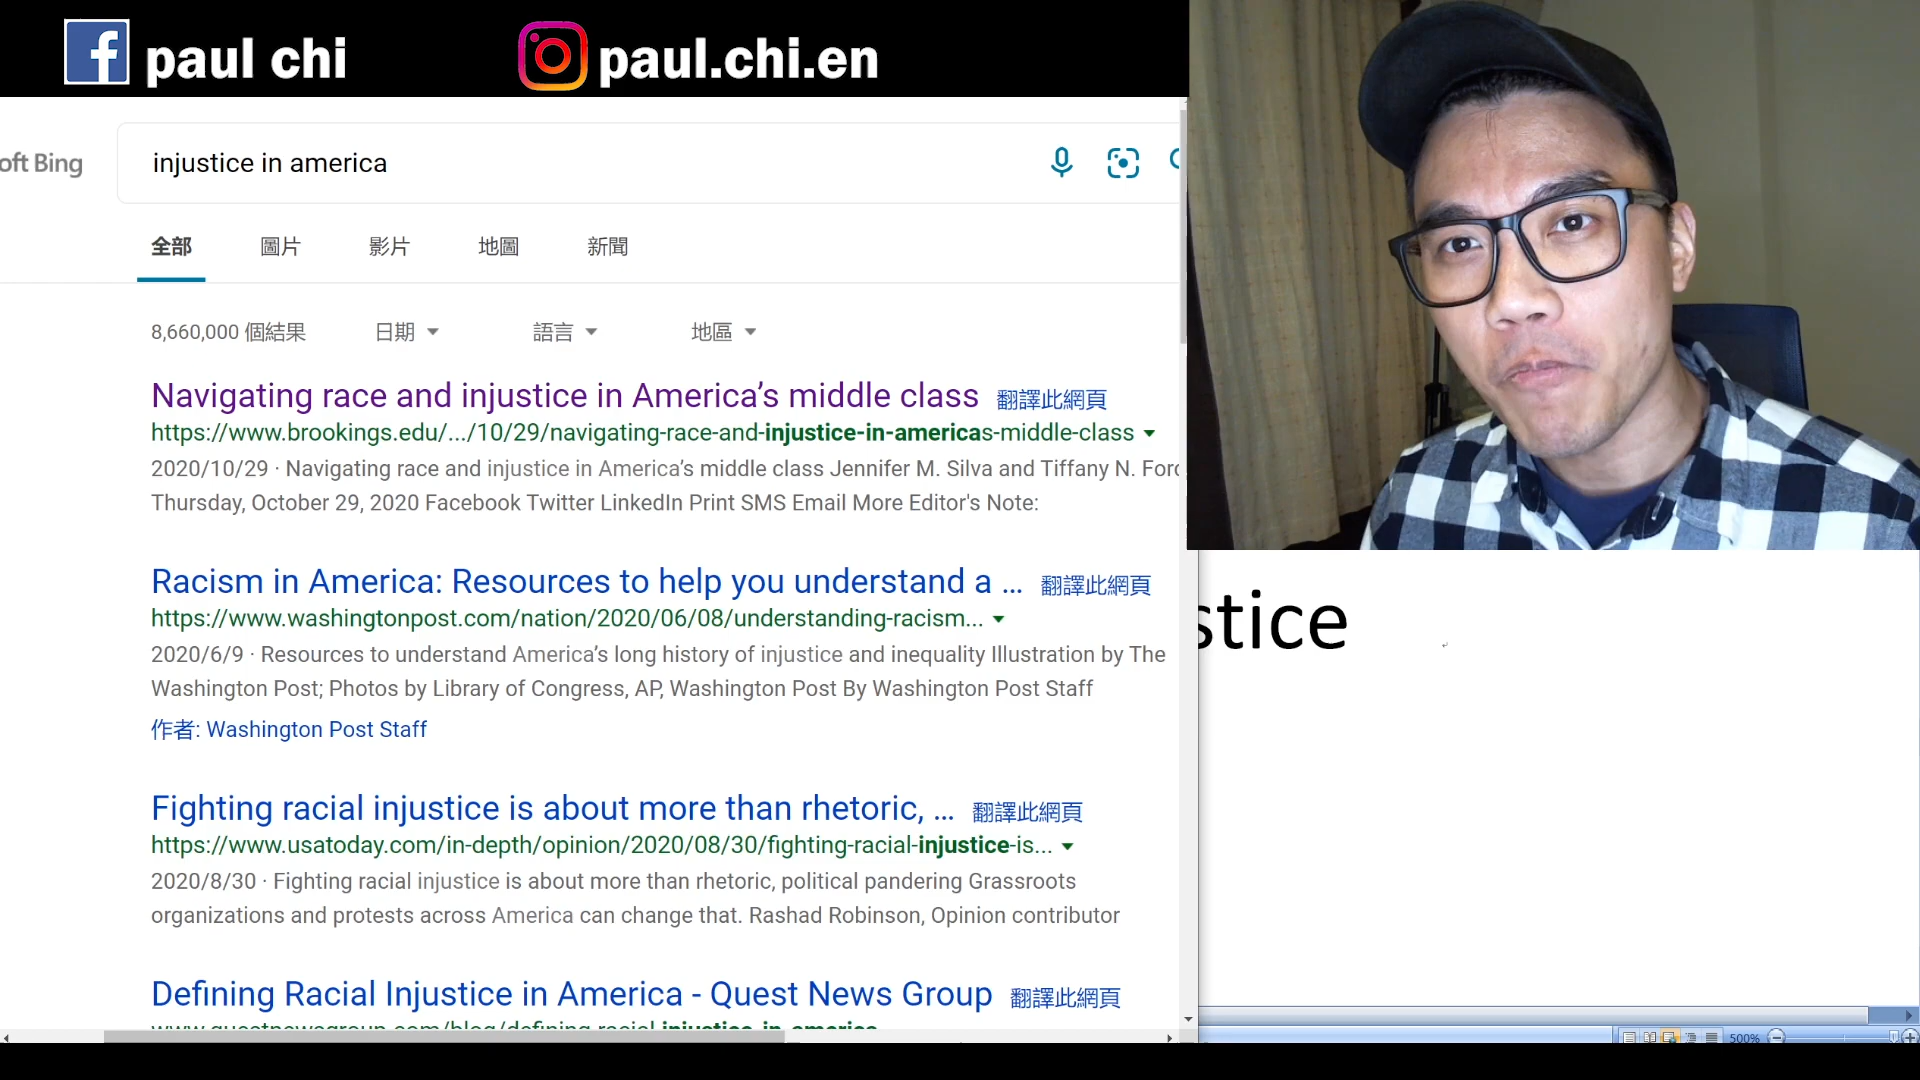 paul chi
paul.chi.en
oft Bing
injustice in america
全部 圖片 影片 地圖 新聞
8,660,000 個結果 日期 語言 地區
Navigating race and injustice in America’s middle class 翻譯此網頁
https://www.brookings.edu/.../10/29/navigating-race-and-injustice-in-americas-middle-class
2020/10/29 · Navigating race and injustice in America’s middle class Jennifer M. Silva and Tiffany N. Ford
Thursday, October 29, 2020 Facebook Twitter LinkedIn Print SMS Email More Editor's Note:
Racism in America: Resources to help you understand a ... 翻譯此網頁
https://www.washingtonpost.com/nation/2020/06/08/understanding-racism...
2020/6/9 · Resources to understand America’s long history of injustice and inequality Illustration by The
Washington Post; Photos by Library of Congress, AP, Washington Post By Washington Post Staff
作者: Washington Post Staff
Fighting racial injustice is about more than rhetoric, ... 翻譯此網頁
https://www.usatoday.com/in-depth/opinion/2020/08/30/fighting-racial-injustice-is...
2020/8/30 · Fighting racial injustice is about more than rhetoric, political pandering Grassroots
organizations and protests across America can change that. Rashad Robinson, Opinion contributor
Defining Racial Injustice in America - Quest News Group 翻譯此網頁
www.questnewsgroup.com/blog/defining-racial-injustice-in-america
stice
500%